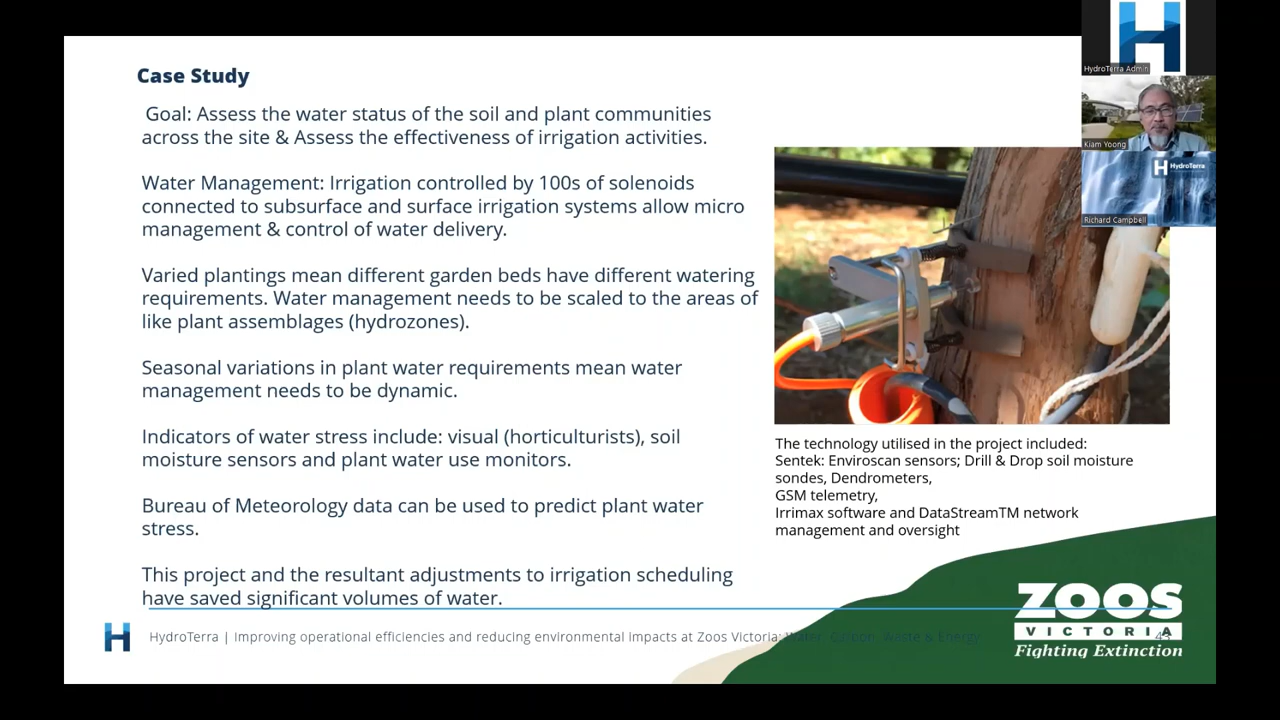 HydroTerra Admin
Case Study
Goal: Assess the water status of the soil and plant communities
across the site & Assess the effectiveness of irrigation activities.
Kiam Yoong
HydroTerra
Richard Campbell
Water Management: Irrigation controlled by 100s of solenoids
connected to subsurface and surface irrigation systems allow micro
management & control of water delivery.
Varied plantings mean different garden beds have different watering
requirements. Water management needs to be scaled to the areas of
like plant assemblages (hydrozones).
Seasonal variations in plant water requirements mean water
management needs to be dynamic.
Indicators of water stress include: visual (horticulturists), soil
moisture sensors and plant water use monitors.
Bureau of Meteorology data can be used to predict plant water
stress.
This project and the resultant adjustments to irrigation scheduling
have saved significant volumes of water.
The technology utilised in the project included:
Sentek: Enviroscan sensors; Drill & Drop soil moisture
sondes, Dendrometers,
GSM telemetry,
Irrimax software and DataStreamTM network
management and oversight
HydroTerra | Improving operational efficiencies and reducing environmental impacts at Zoos Victoria: Water, Carbon, Waste & Energy
ZOOS
VICTORIA
Fighting Extinction